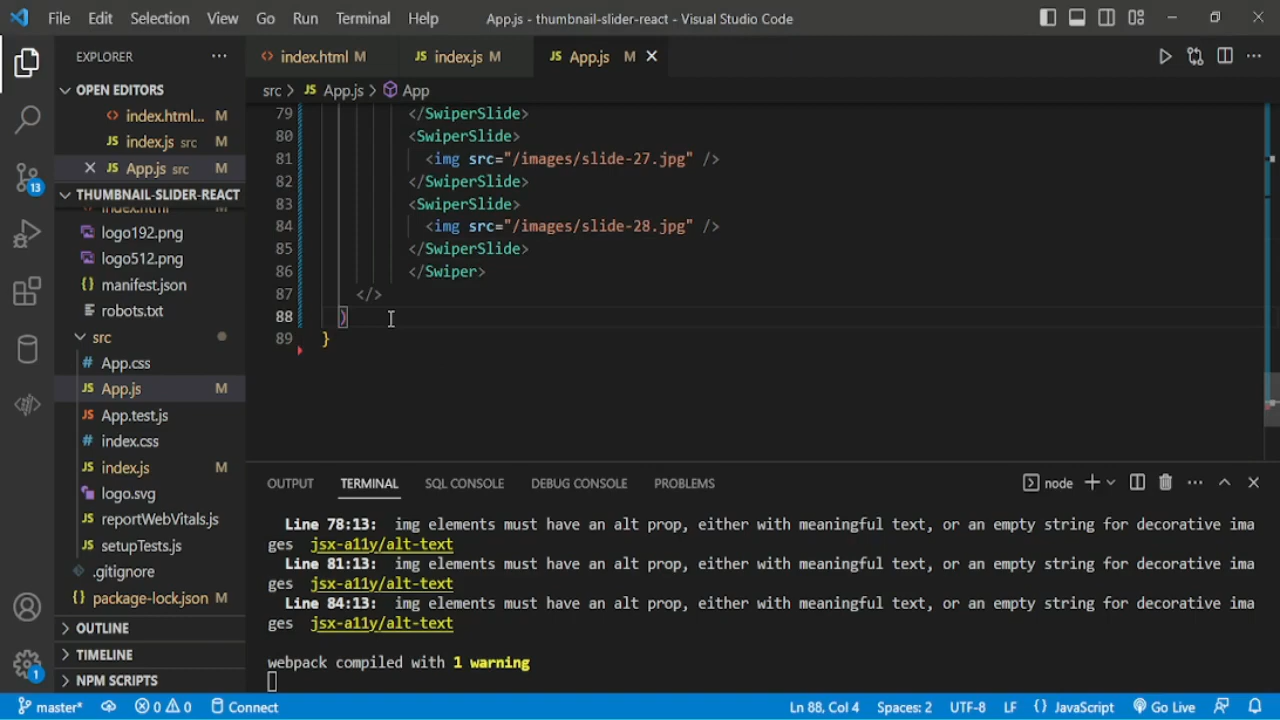 File Edit Selection View Go Run Terminal Help App.js - thumbnail-slider-react - Visual Studio Code
EXPLORER
index.html M
JS index.js M
JS App.js M
src > JS App.js > App
OPEN EDITORS
index.html... M
JS index.js src M
JS App.js src M
THUMBNAIL-SLIDER-REACT
logo192.png
logo512.png
{} manifest.json
robots.txt
src
# App.css
JS App.js M
JS App.test.js
# index.css
JS index.js M
logo.svg
JS reportWebVitals.js
JS setupTests.js
.gitignore
{} package-lock.json M
OUTLINE
TIMELINE
NPM SCRIPTS
13
1
79 </SwiperSlide>
80 <SwiperSlide>
81 <img src="/images/slide-27.jpg" />
82 </SwiperSlide>
83 <SwiperSlide>
84 <img src="/images/slide-28.jpg" />
85 </SwiperSlide>
86 </Swiper>
87 </>
88 )
89 }
OUTPUT TERMINAL SQL CONSOLE DEBUG CONSOLE PROBLEMS node
Line 78:13: img elements must have an alt prop, either with meaningful text, or an empty string for decorative ima
ges jsx-a11y/alt-text
Line 81:13: img elements must have an alt prop, either with meaningful text, or an empty string for decorative ima
ges jsx-a11y/alt-text
Line 84:13: img elements must have an alt prop, either with meaningful text, or an empty string for decorative ima
ges jsx-a11y/alt-text
webpack compiled with 1 warning
master* 0 0 Connect Ln 88, Col 4 Spaces: 2 UTF-8 LF {} JavaScript Go Live